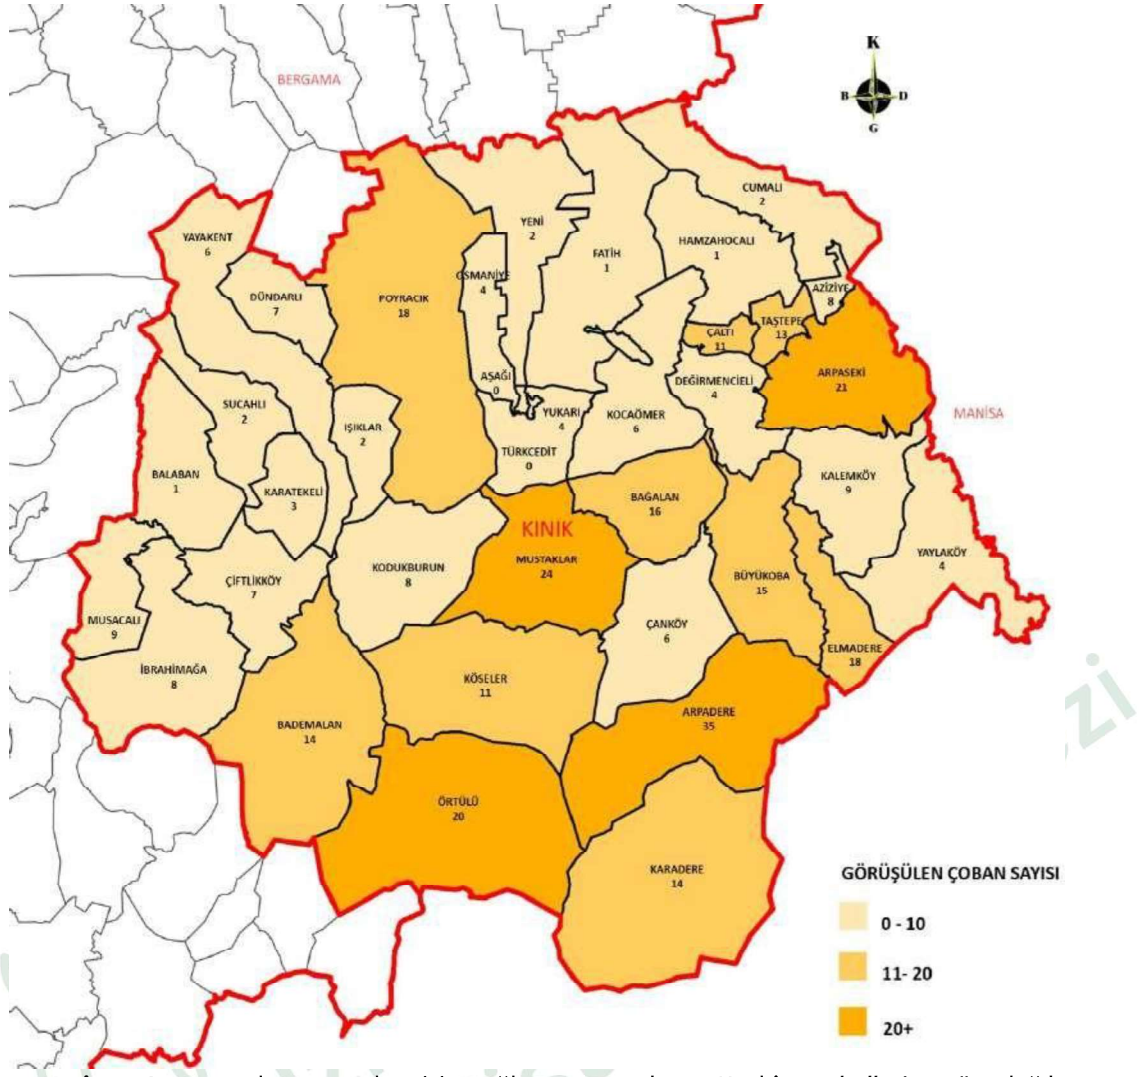 BERGAMA
K
B D
G
CUMALI
2
YENİ
2
YAYAKENT
6
HAMZAHOCALI
1
FATİH
1
OSMANİYE
4
AZİZİYE
8
DÜNDARLI
7
POYRACIK
18
TAŞTEPE
13
ÇALTI
11
ARPASEKİ
21
AŞAĞI
0
DEĞİRMENCİELİ
4
SUCAHLI
2
YUKARI
4
KOCAÖMER
6
MANİSA
IŞIKLAR
2
TÜRKCEDİT
0
BALABAN
1
KALEMKÖY
9
KARATEKELİ
3
BAĞALAN
16
KINIK
MUSTAKLAR
24
YAYLAKÖY
4
KODUKBURUN
8
BÜYÜKOBA
15
ÇİFTLİKKÖY
7
MUSACALI
9
ÇANKÖY
6
ELMADERE
18
İBRAHİMAĞA
8
KÖSELER
11
ARPADERE
35
BADEMALAN
14
ÖRTÜLÜ
20
KARADERE
14
GÖRÜŞÜLEN ÇOBAN SAYISI
0 - 10
11- 20
20+